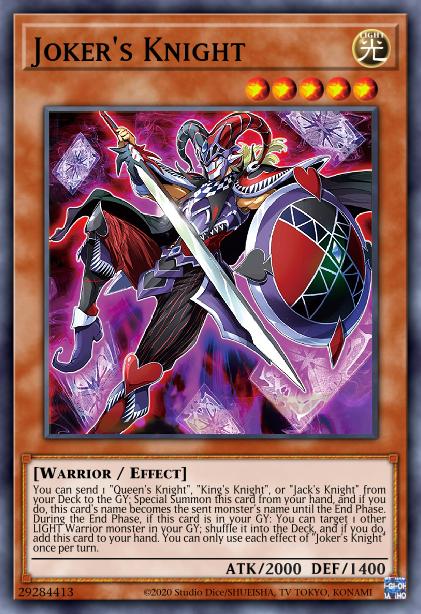 Joker's Knight
LIGHT
光
[Warrior / Effect]
You can send 1 "Queen's Knight", "King's Knight", or "Jack's Knight" from
your Deck to the GY; Special Summon this card from your hand, and if you
do, this card's name becomes the sent monster's name until the End Phase.
During the End Phase, if this card is in your GY: You can target 1 other
LIGHT Warrior monster in your GY; shuffle it into the Deck, and if you do,
add this card to your hand. You can only use each effect of "Joker's Knight"
once per turn.
ATK/2000 DEF/1400
29284413
©2020 Studio Dice/SHUEISHA, TV TOKYO, KONAMI